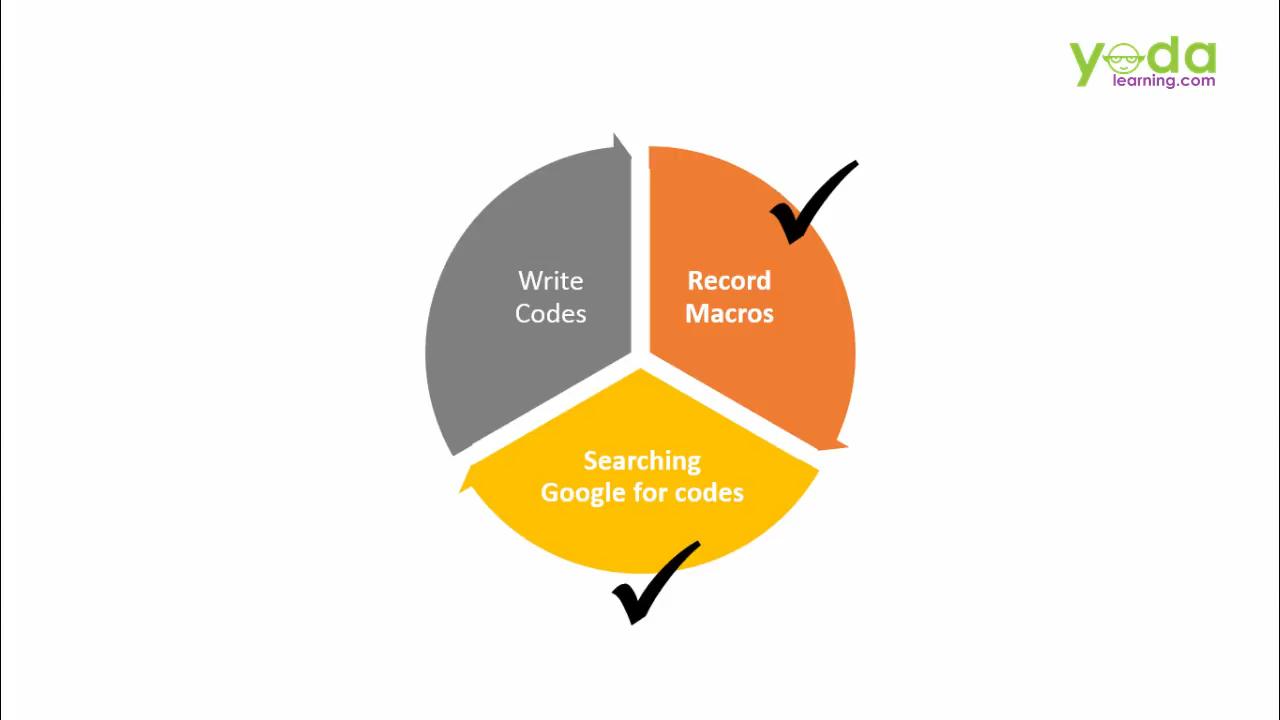 yoda
learning.com
Write
Codes
Record
Macros
Searching
Google for codes